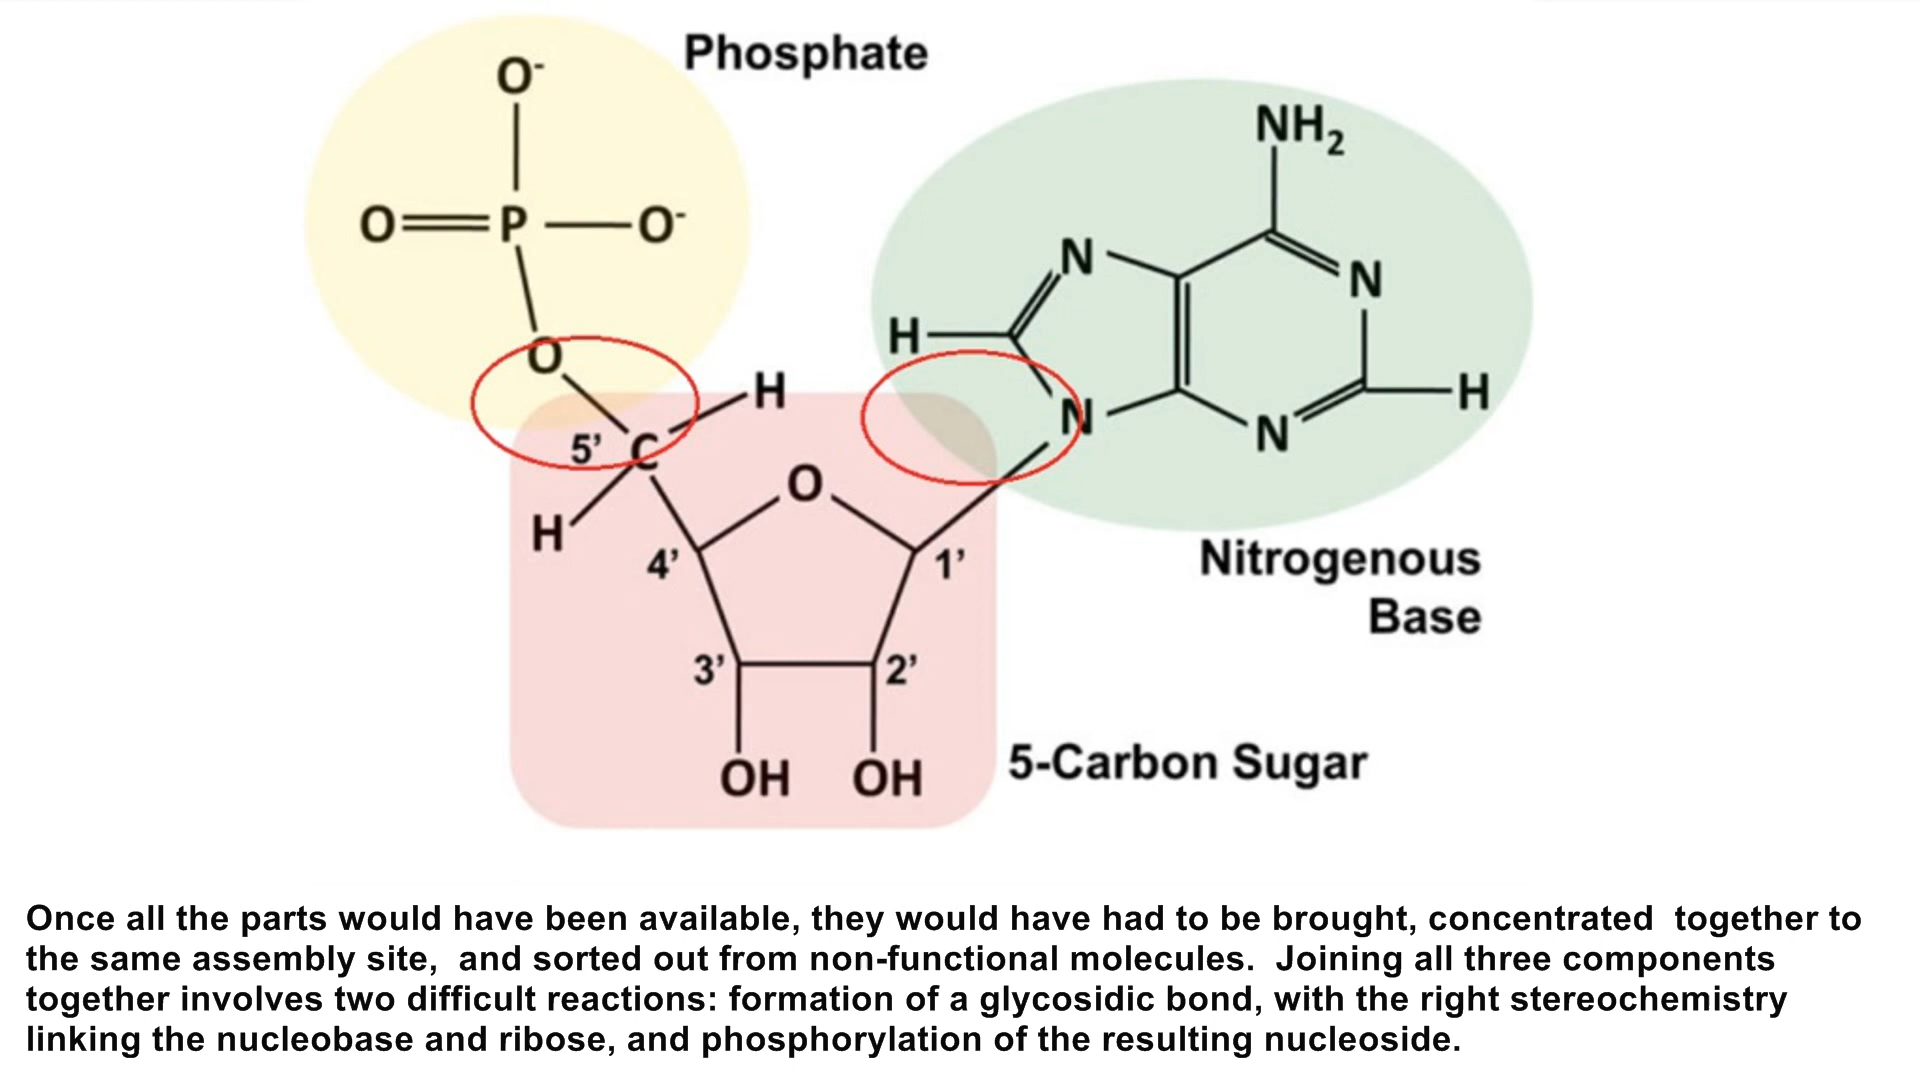 Phosphate
O-
NH2
O P O-
N
N
H
O
H
N
H
N
5’ C
O
H
4’
1’
Nitrogenous
Base
3’
2’
5-Carbon Sugar
OH OH
Once all the parts would have been available, they would have had to be brought, concentrated  together to
the same assembly site,  and sorted out from non-functional molecules.  Joining all three components
together involves two difficult reactions: formation of a glycosidic bond, with the right stereochemistry
linking the nucleobase and ribose, and phosphorylation of the resulting nucleoside.